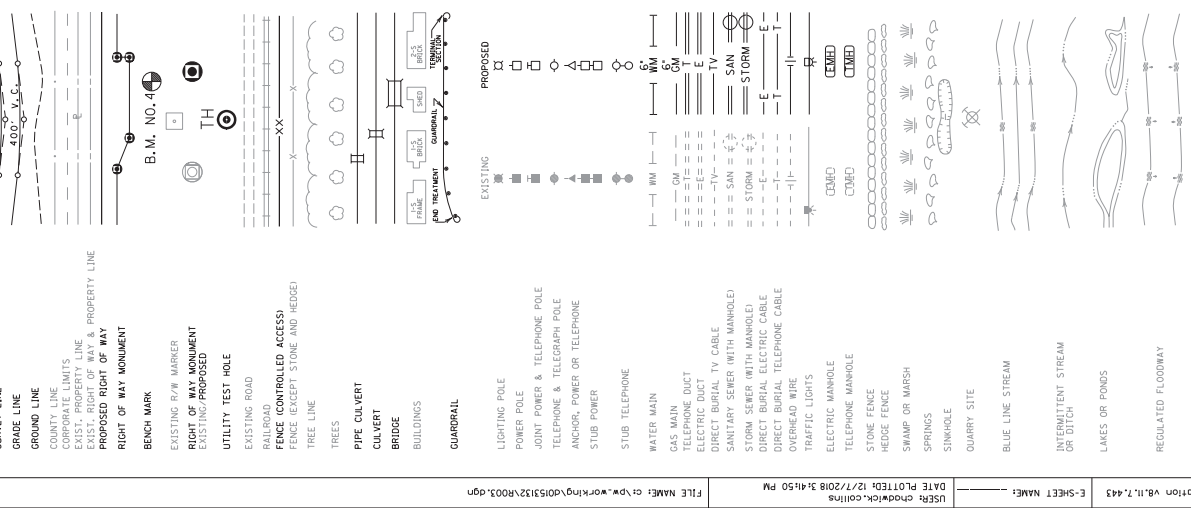 400' V.C.
B.M. NO. 4
TH
XX
X
X
P
1-S
FRAME
1-S
BRICK
SHED
2-S
BRICK
END TREATMENT
GUARDRAIL
TERMINAL
SECTION
EXISTING
PROPOSED
WM
6"
WM
GM
6"
GM
T
T
E
E
TV
TV
SAN
SAN
STORM
STORM
E
E
E
T
T
T
EMH
EMH
TMH
TMH
GRADE LINE
GROUND LINE
COUNTY LINE
CORPORATE LIMITS
EXIST. PROPERTY LINE
EXIST. RIGHT OF WAY & PROPERTY LINE
PROPOSED RIGHT OF WAY
RIGHT OF WAY MONUMENT
BENCH MARK
EXISTING R/W MARKER
RIGHT OF WAY MONUMENT
EXISTING/PROPOSED
UTILITY TEST HOLE
EXISTING ROAD
RAILROAD
FENCE (CONTROLLED ACCESS)
FENCE (EXCEPT STONE AND HEDGE)
TREE LINE
TREES
PIPE CULVERT
CULVERT
BRIDGE
BUILDINGS
GUARDRAIL
LIGHTING POLE
POWER POLE
JOINT POWER & TELEPHONE POLE
TELEPHONE & TELEGRAPH POLE
ANCHOR, POWER OR TELEPHONE
STUB POWER
STUB TELEPHONE
WATER MAIN
GAS MAIN
TELEPHONE DUCT
ELECTRIC DUCT
DIRECT BURIAL TV CABLE
SANITARY SEWER (WITH MANHOLE)
STORM SEWER (WITH MANHOLE)
DIRECT BURIAL ELECTRIC CABLE
DIRECT BURIAL TELEPHONE CABLE
OVERHEAD WIRE
TRAFFIC LIGHTS
ELECTRIC MANHOLE
TELEPHONE MANHOLE
STONE FENCE
HEDGE FENCE
SWAMP OR MARSH
SPRINGS
SINKHOLE
QUARRY SITE
BLUE LINE STREAM
INTERMITTENT STREAM
OR DITCH
LAKES OR PONDS
REGULATED FLOODWAY
v8.11.7.443
E-SHEET NAME:
USER: chadwick.collins
DATE PLOTTED: 12/7/2018 3:41:50 PM
FILE NAME: c:\pw_working\d0153132\R003.dgn